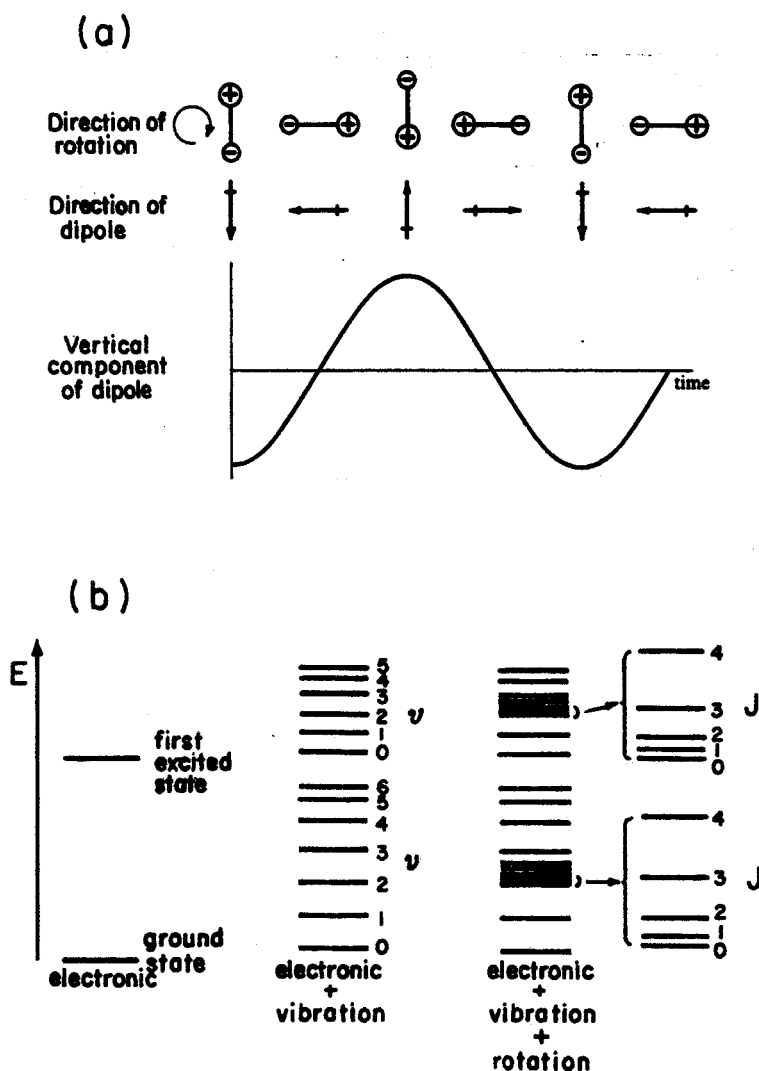 (a)
Direction of
rotation
Direction of
dipole
Vertical
component
of dipole
time
(b)
E
first
excited
state
ground
state
electronic
5
4
3
2
1
0
ν
6
5
4
3
2
1
0
ν
electronic
+
vibration
electronic
+
vibration
+
rotation
4
3
2
1
0
J
4
3
2
1
0
J